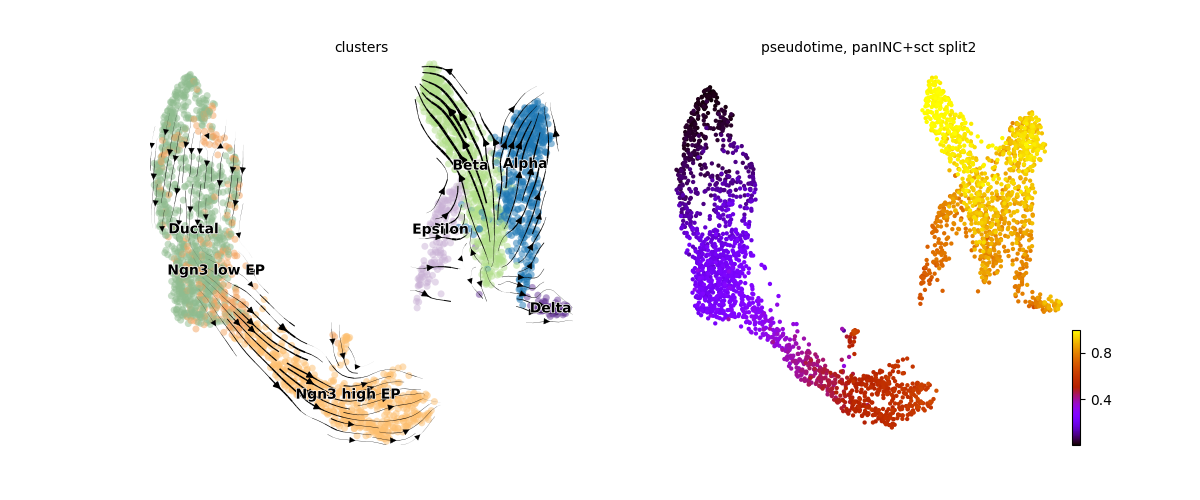 clusters
pseudotime, panINC+sct split2
Beta
Alpha
Ductal
Epsilon
Ngn3 low EP
Delta
Ngn3 high EP
0.8
0.4